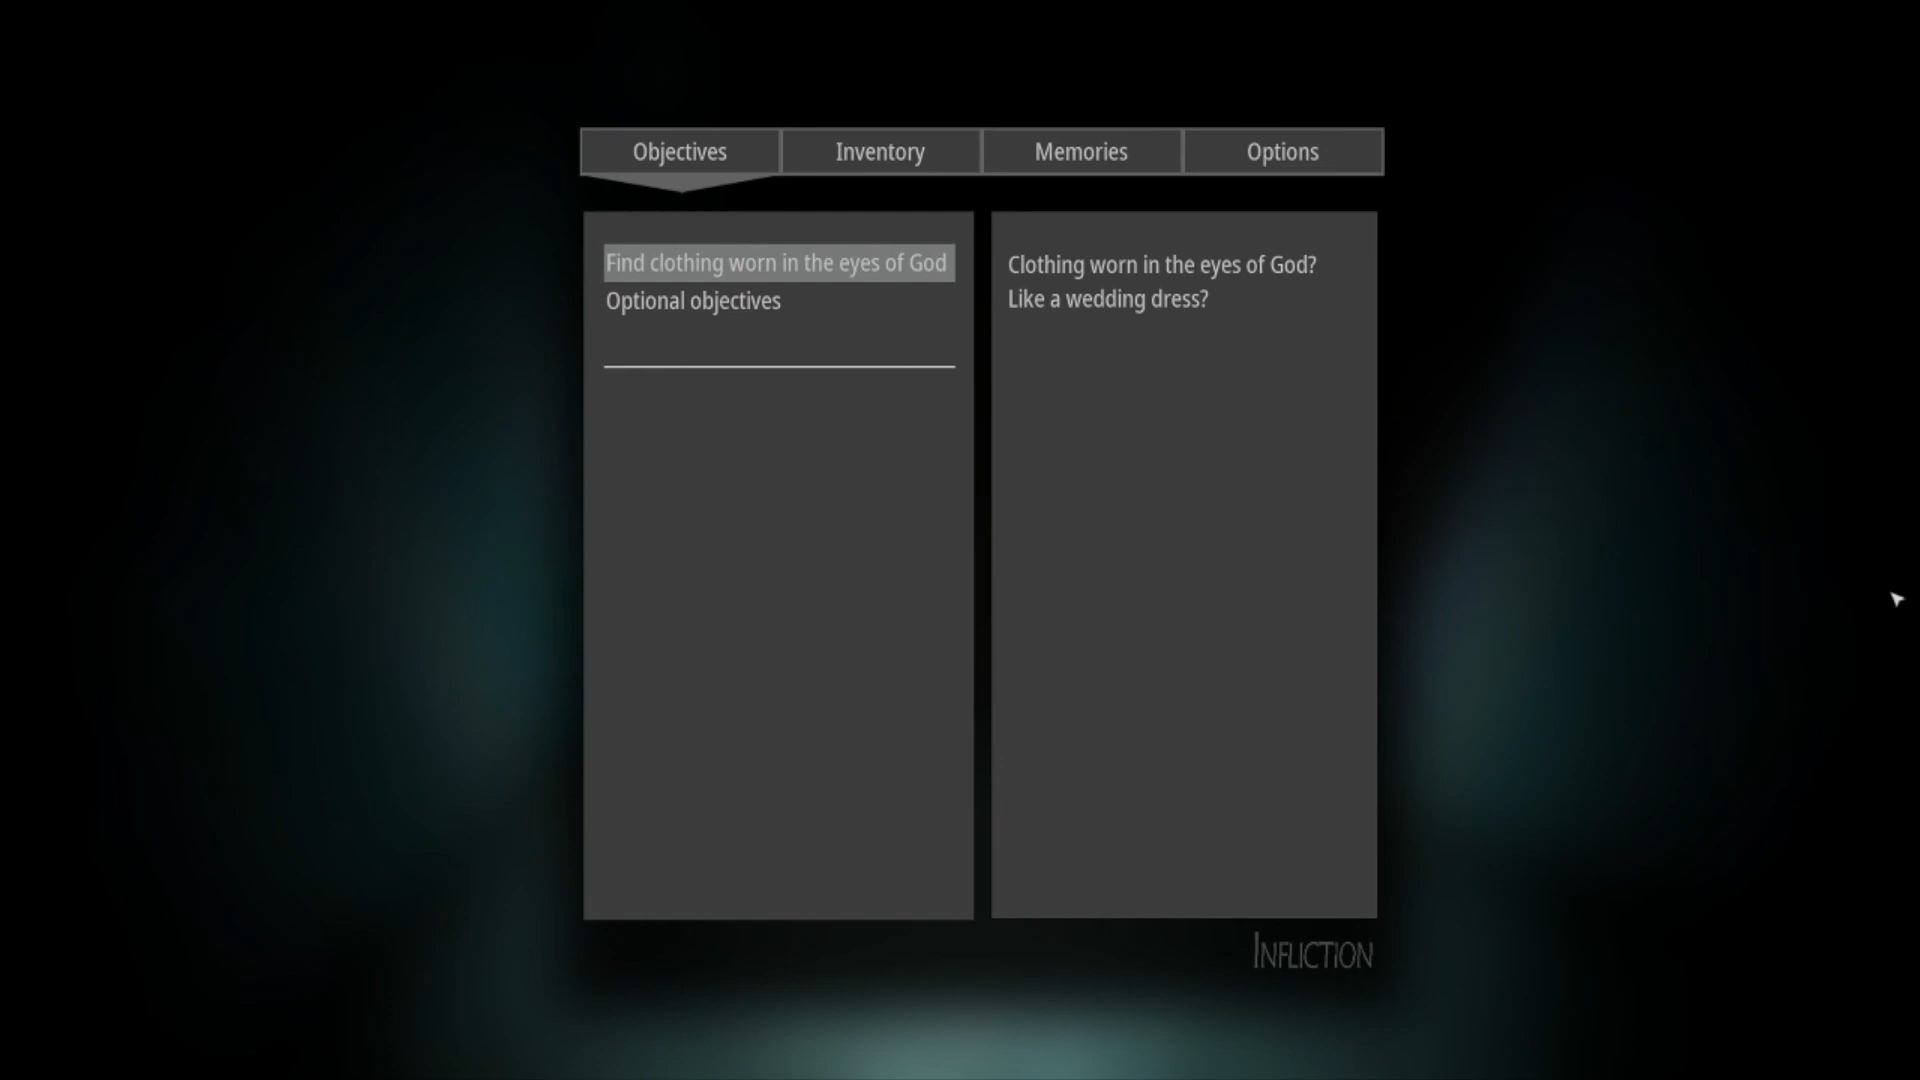 Objectives
Inventory
Memories
Options
Find clothing worn in the eyes of God
Optional objectives
Clothing worn in the eyes of God?
Like a wedding dress?
INFLICTION